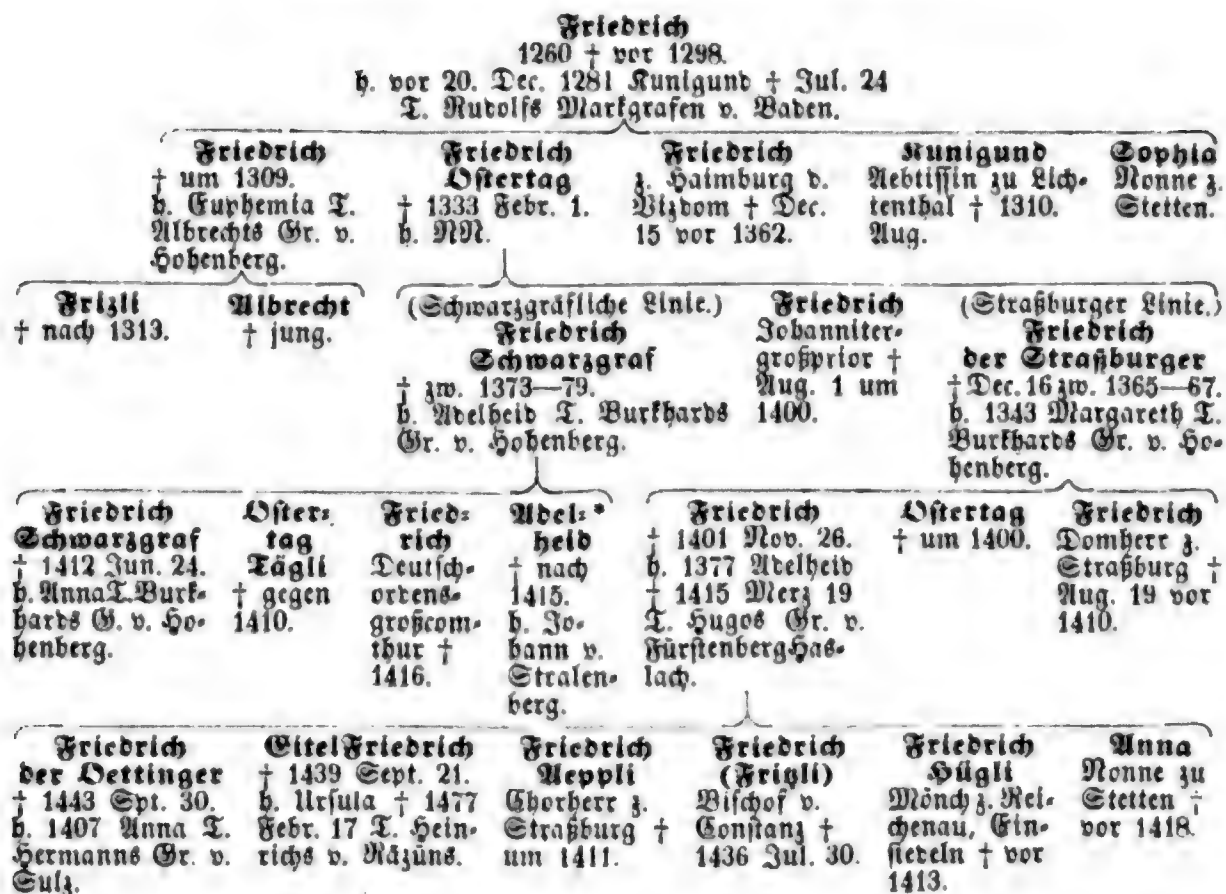 Friedrich
1260 † vor 1298.
h. vor 20. Dec. 1281 Kunigund † Jul. 24
T. Rudolfs Markgrafen v. Baden.
Friedrich
† um 1309.
h. Euphemia T.
Albrechts Gr. v.
Hohenberg.
Friedrich
Ostertag
† 1333 Febr. 1.
h. NN.
Friedrich
z. Haimburg v.
Vizdom † Dec.
15 vor 1362.
Kunigund
Aebtissin zu Lich-
tenthal † 1310.
Aug.
Sophia
Nonne z.
Stetten.
Frizli
† nach 1313.
Albrecht
† jung.
(Schwarzgräfliche Linie.)
Friedrich
Schwarzgraf
† zw. 1373—79.
h. Adelheid T. Burkhards
Gr. v. Hohenberg.
Friedrich
Johanniter-
großprior †
Aug. 1 um
1400.
(Straßburger Linie.)
Friedrich
der Straßburger
† Dec. 16 zw. 1365—67.
h. 1343 Margareth T.
Burkhards Gr. v. Ho-
henberg.
Friedrich
Schwarzgraf
† 1412 Jun. 24.
h. Anna T. Burk-
hards G. v. Ho-
henberg.
Oster-
tag
Tägli
† gegen
1410.
Fried-
rich
Deutsch-
ordens-
großcom-
thur †
1416.
Adel-*
heid
† nach
1415.
h. Jo-
hann v.
Stralen-
berg.
Friedrich
† 1401 Nov. 26.
h. 1377 Adelheid
† 1415 Merz 19
T. Hugos Gr. v.
Fürstenberg Has-
lach.
Ostertag
† um 1400.
Friedrich
Domherr z.
Straßburg †
Aug. 19 vor
1410.
Friedrich
der Oettinger
† 1443 Spt. 30.
h. 1407 Anna T.
Hermanns Gr. v.
Sulz.
Eitel Friedrich
† 1439 Sept. 21.
h. Ursula † 1477
Febr. 17 T. Hein-
richs v. Räzüns.
Friedrich
Aeppli
Chorherr z.
Straßburg †
um 1411.
Friedrich
(Frizli)
Bischof v.
Constanz †
1436 Jul. 30.
Friedrich
Hügli
Mönch z. Rei-
chenau, Ein-
siedeln † vor
1413.
Anna
Nonne zu
Stetten †
vor 1418.